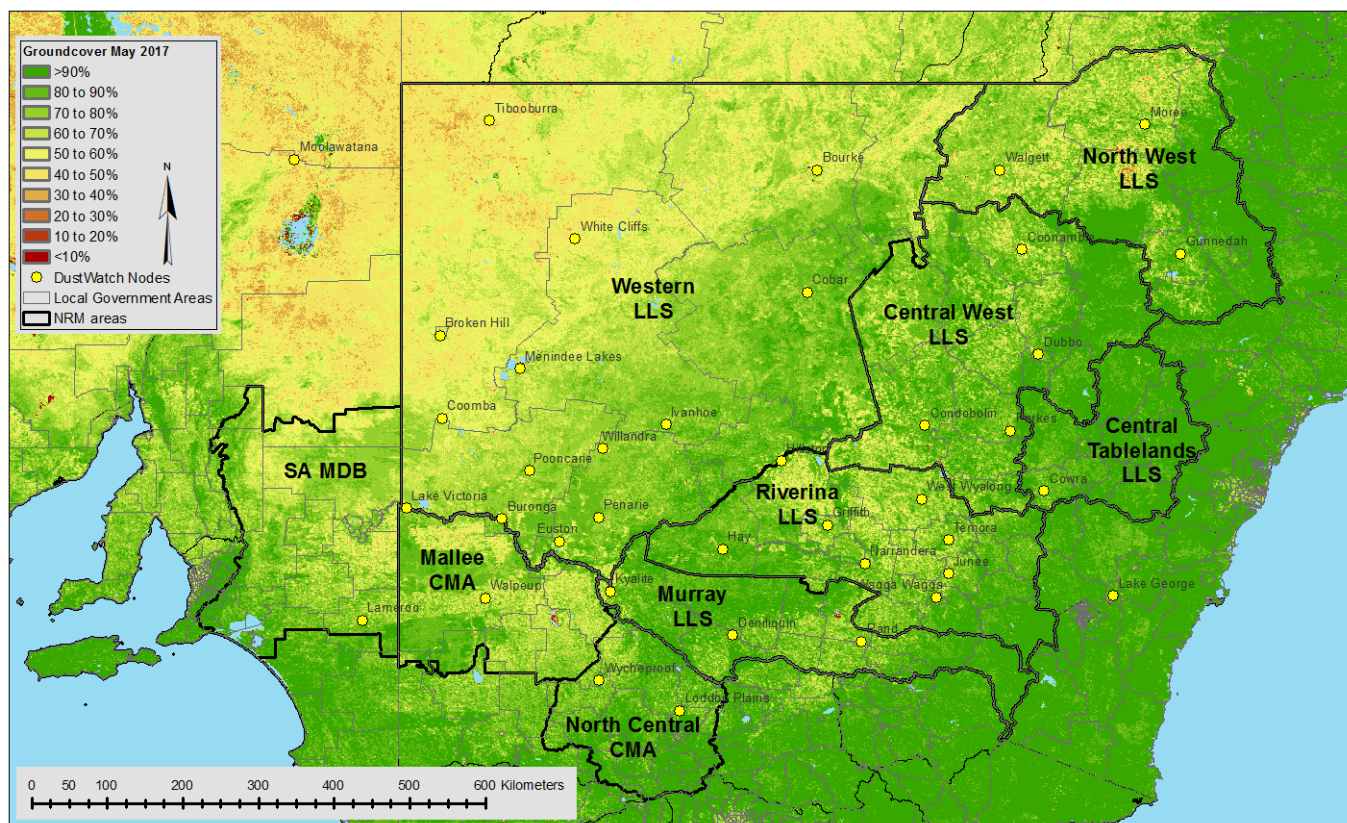 Groundcover May 2017
>90%
80 to 90%
70 to 80%
60 to 70%
50 to 60%
40 to 50%
30 to 40%
20 to 30%
10 to 20%
<10%
DustWatch Nodes
Local Government Areas
NRM areas
N
Tibooburra
Moolawatana
Moree
Bourke
Walgett
North West
LLS
White Cliffs
Coonamble
Gunnedah
Western
LLS
Cobar
Central West
LLS
Broken Hill
Menindee Lakes
Dubbo
Coomba
Ivanhoe
Condobolin
Central
Tablelands
LLS
Willandra
SA MDB
Pooncarie
Riverina
LLS
West Wyalong
Cowra
Lake Victoria
Buronga
Penarie
Griffith
Euston
Temora
Hay
Mallee
CMA
Narrandera
Junee
Kyalite
Murray
LLS
Walpeup
Wagga Wagga
Lake George
Lameroo
Deniliquin
Rand
Wycheproof
Loddon Plains
North Central
CMA
0 50 100 200 300 400 500 600 Kilometers